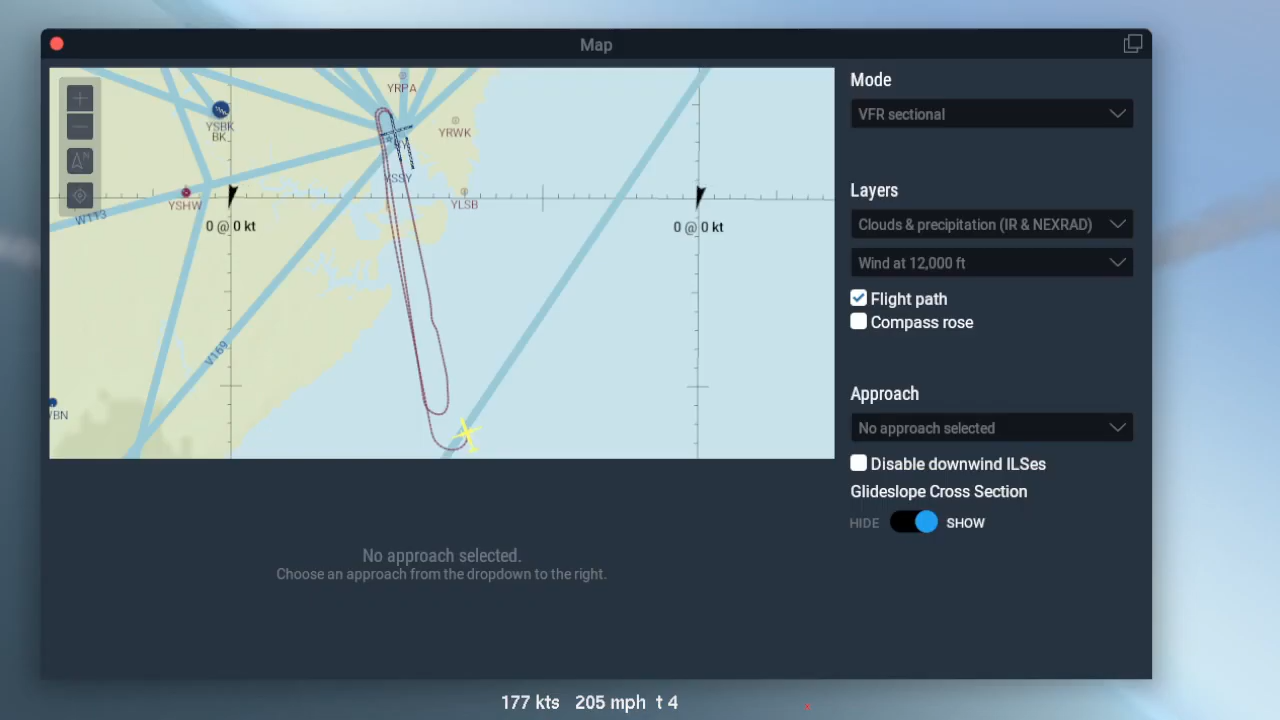 Map
YRPA
YSBK
BK
YRWK
YSSY
YSHW
YLSB
W113
0 @ 0 kt
0 @ 0 kt
V169
No approach selected.
Choose an approach from the dropdown to the right.
Mode
VFR sectional
Layers
Clouds & precipitation (IR & NEXRAD)
Wind at 12,000 ft
Flight path
Compass rose
Approach
No approach selected
Disable downwind ILSes
Glideslope Cross Section
HIDE SHOW
177 kts 205 mph t 4